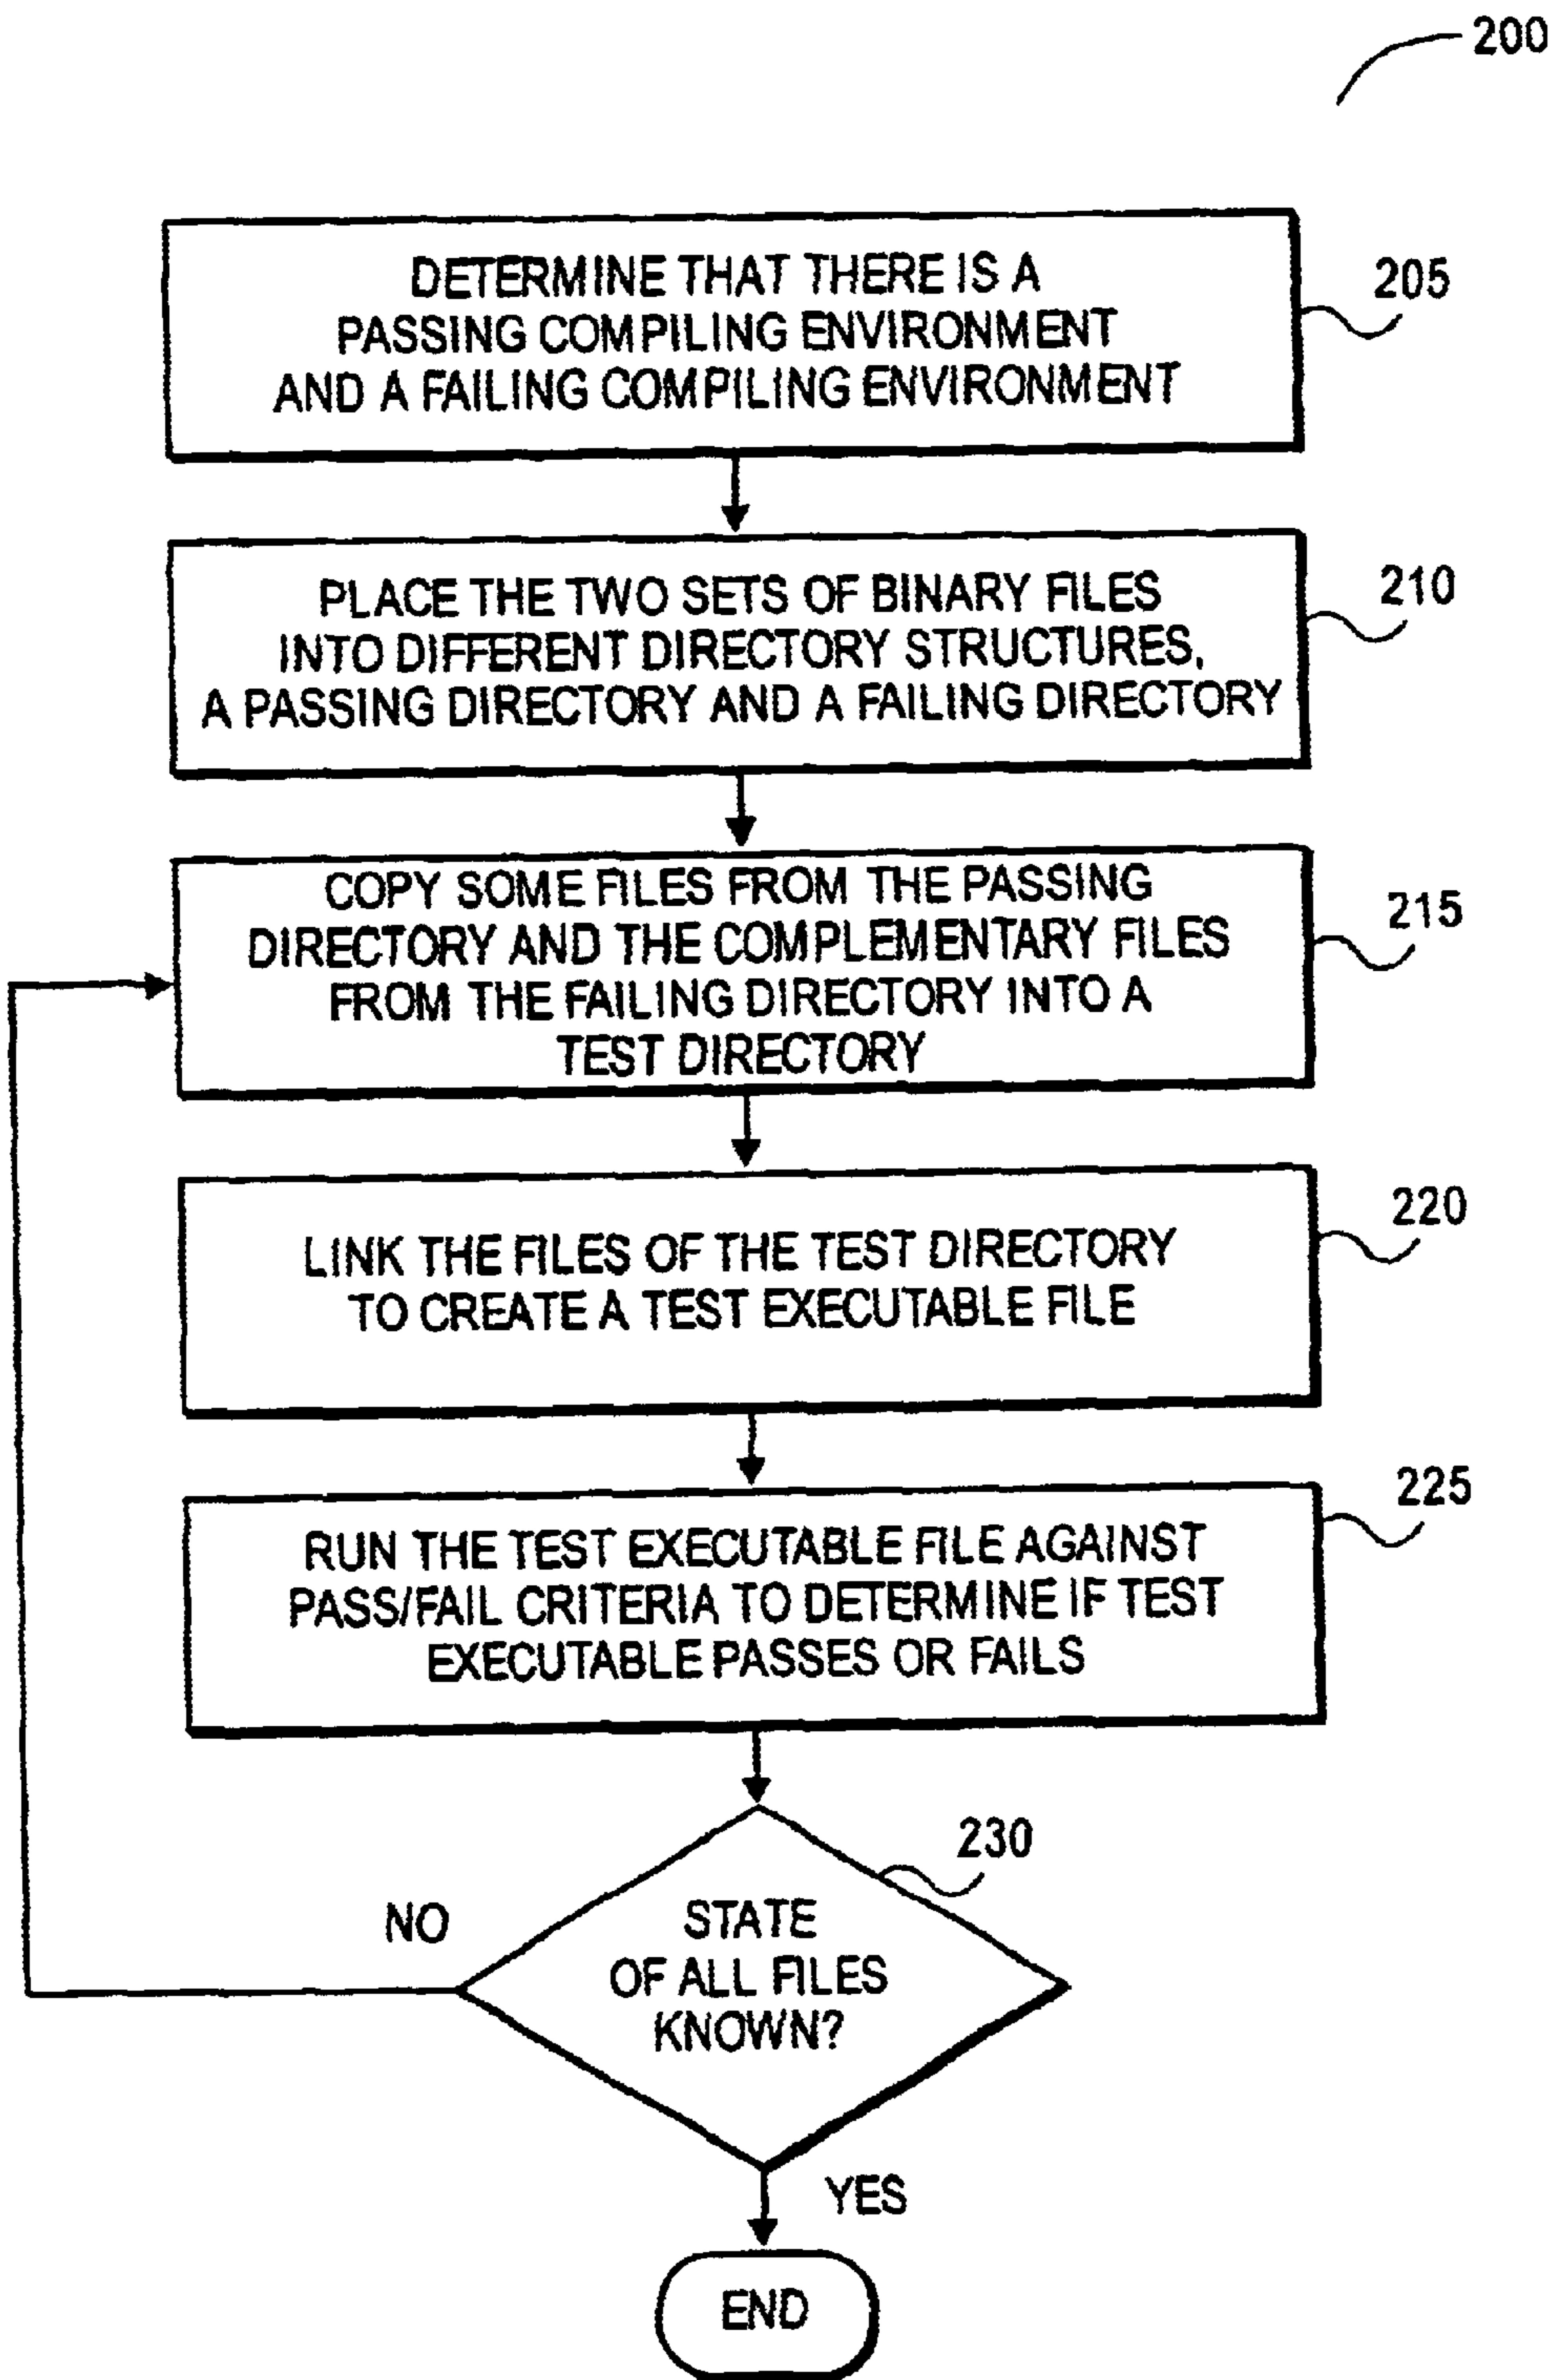 200
DETERMINE THAT THERE IS A
PASSING COMPILING ENVIRONMENT
AND A FAILING COMPILING ENVIRONMENT
205
PLACE THE TWO SETS OF BINARY FILES
INTO DIFFERENT DIRECTORY STRUCTURES,
A PASSING DIRECTORY AND A FAILING DIRECTORY
210
COPY SOME FILES FROM THE PASSING
DIRECTORY AND THE COMPLEMENTARY FILES
FROM THE FAILING DIRECTORY INTO A
TEST DIRECTORY
215
LINK THE FILES OF THE TEST DIRECTORY
TO CREATE A TEST EXECUTABLE FILE
220
RUN THE TEST EXECUTABLE FILE AGAINST
PASS/FAIL CRITERIA TO DETERMINE IF TEST
EXECUTABLE PASSES OR FAILS
225
230
NO
STATE
OF ALL FILES
KNOWN?
YES
END